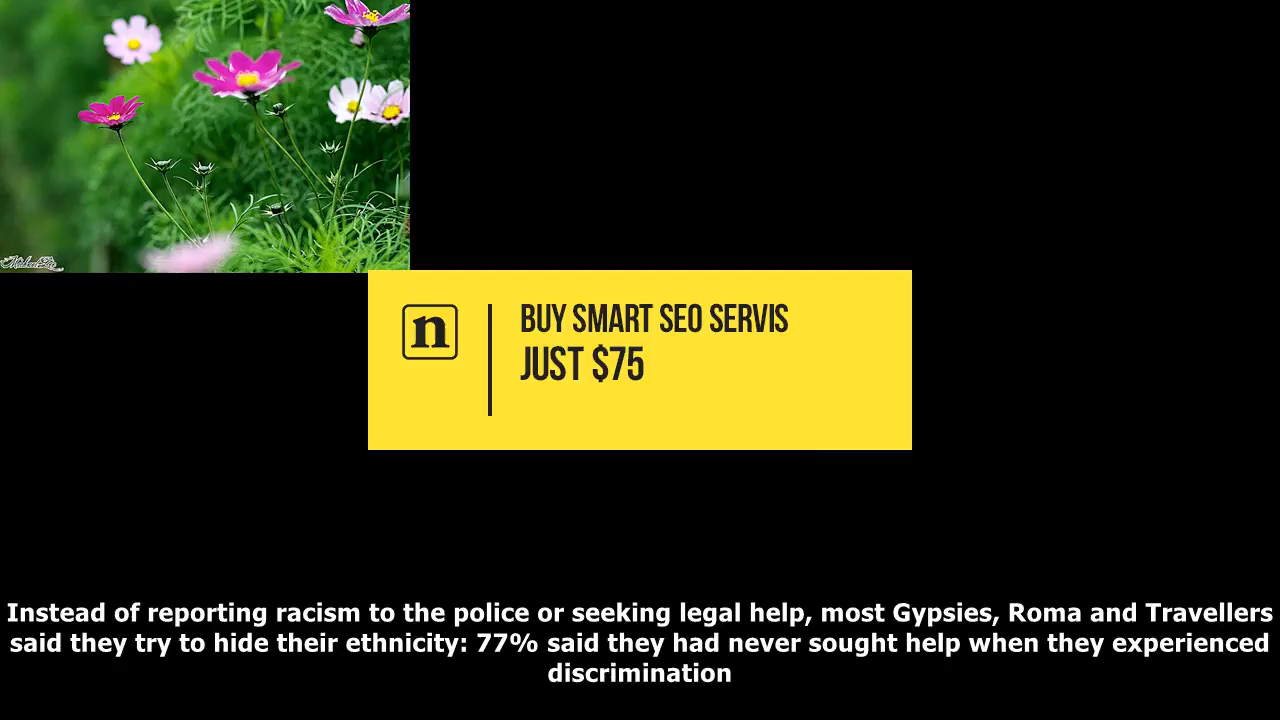 n
BUY SMART SEO SERVIS
JUST $75
Instead of reporting racism to the police or seeking legal help, most Gypsies, Roma and Travellers
said they try to hide their ethnicity: 77% said they had never sought help when they experienced
discrimination